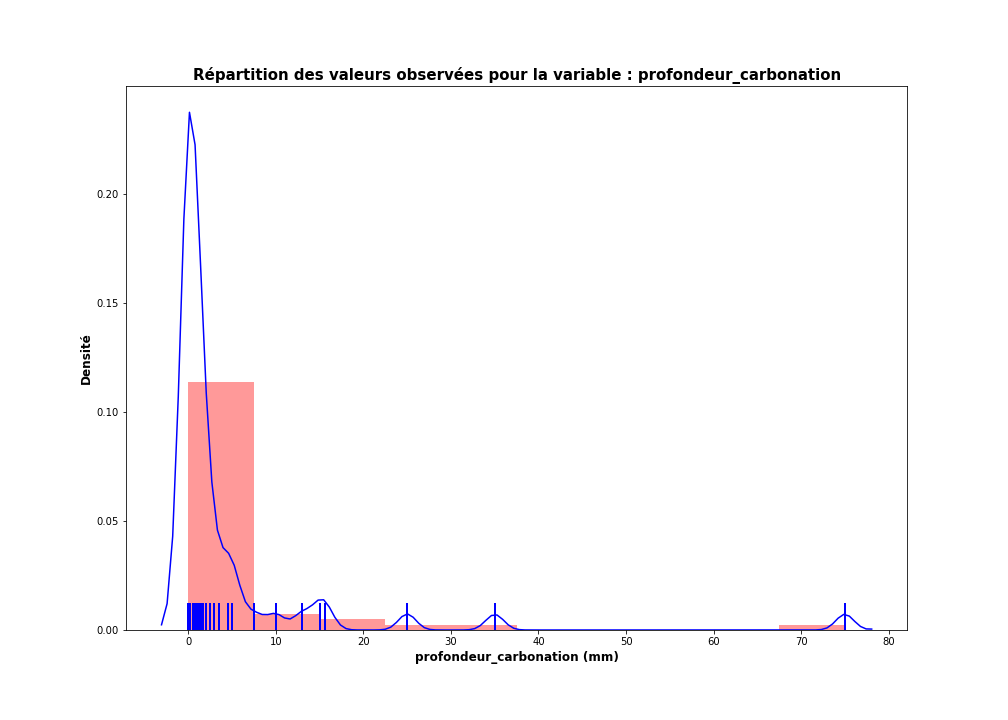 Répartition des valeurs observées pour la variable : profondeur_carbonation
Densité
0.20
0.15
0.10
0.05
0.00
0 10 20 30 40 50 60 70 80
profondeur_carbonation (mm)